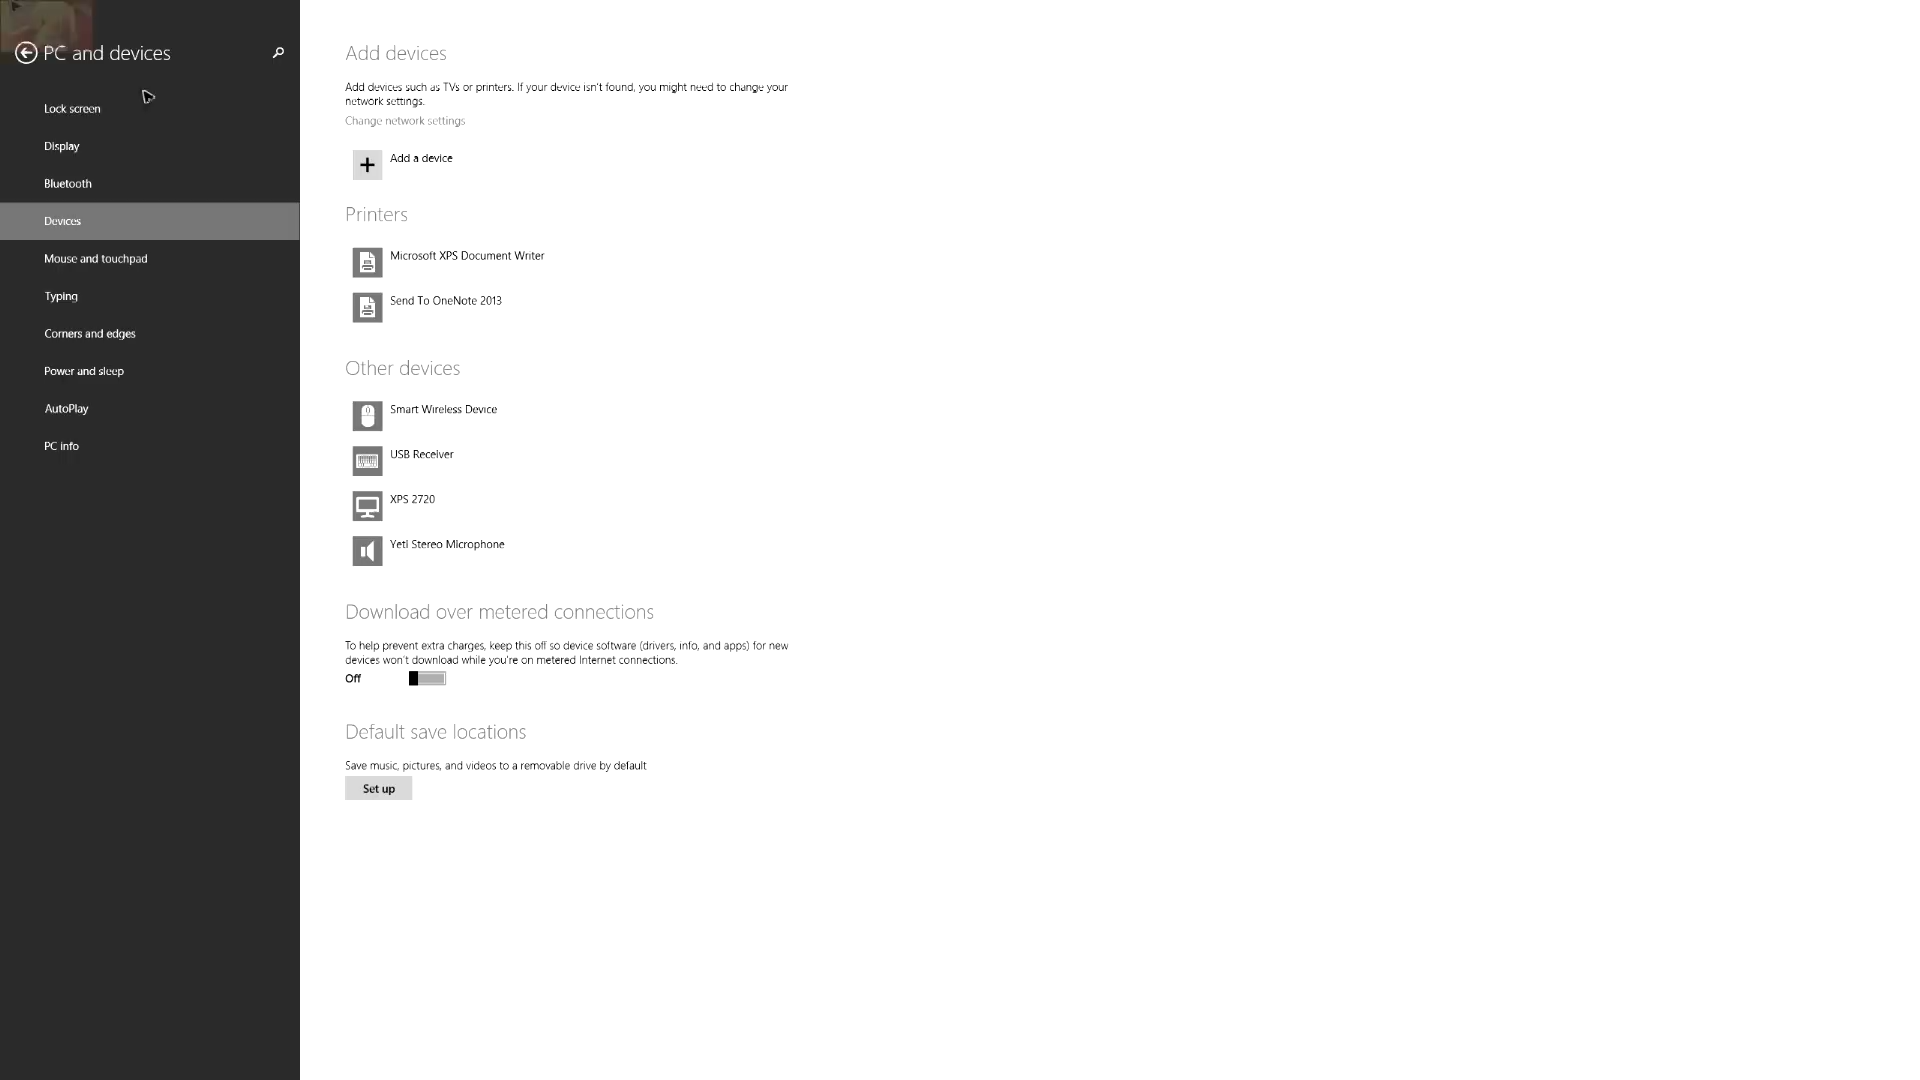 PC and devices
Lock screen
Display
Bluetooth
Devices
Mouse and touchpad
Typing
Corners and edges
Power and sleep
AutoPlay
PC info
Add devices
Add devices such as TVs or printers. If your device isn't found, you might need to change your
network settings.
Change network settings
Add a device
Printers
Microsoft XPS Document Writer
Send To OneNote 2013
Other devices
Smart Wireless Device
USB Receiver
XPS 2720
Yeti Stereo Microphone
Download over metered connections
To help prevent extra charges, keep this off so device software (drivers, info, and apps) for new
devices won't download while you're on metered Internet connections.
Off
Default save locations
Save music, pictures, and videos to a removable drive by default
Set up